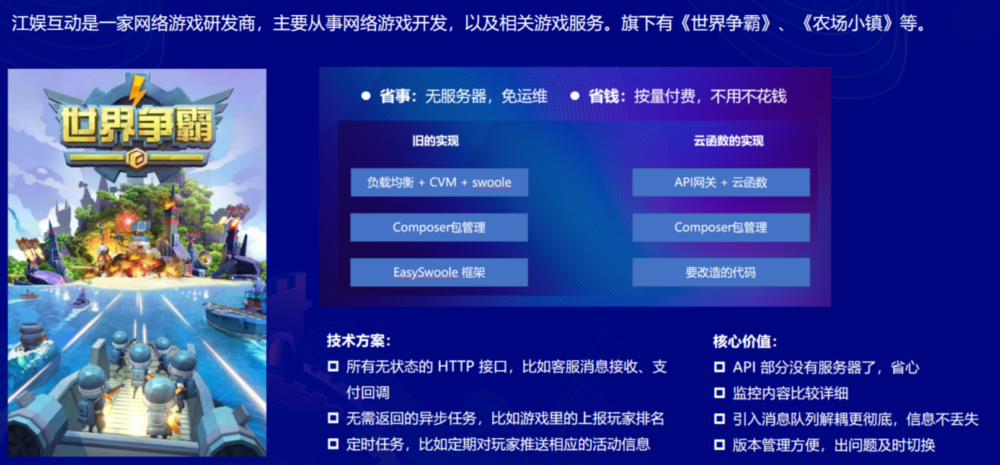 江娱互动是一家网络游戏研发商，主要从事网络游戏开发，以及相关游戏服务。旗下有《世界争霸》、《农场小镇》等。
世界争霸
省事：无服务器，免运维
省钱：按量付费，不用不花钱
旧的实现
云函数的实现
负载均衡 + CVM + swoole
API网关 + 云函数
Composer包管理
Composer包管理
EasySwoole 框架
要改造的代码
技术方案：
所有无状态的 HTTP 接口，比如客服消息接收、支
付回调
无需返回的异步任务，比如游戏里的上报玩家排名
定时任务，比如定期对玩家推送相应的活动信息
核心价值：
API 部分没有服务器了，省心
监控内容比较详细
引入消息队列解耦更彻底，信息不丢失
版本管理方便，出问题及时切换